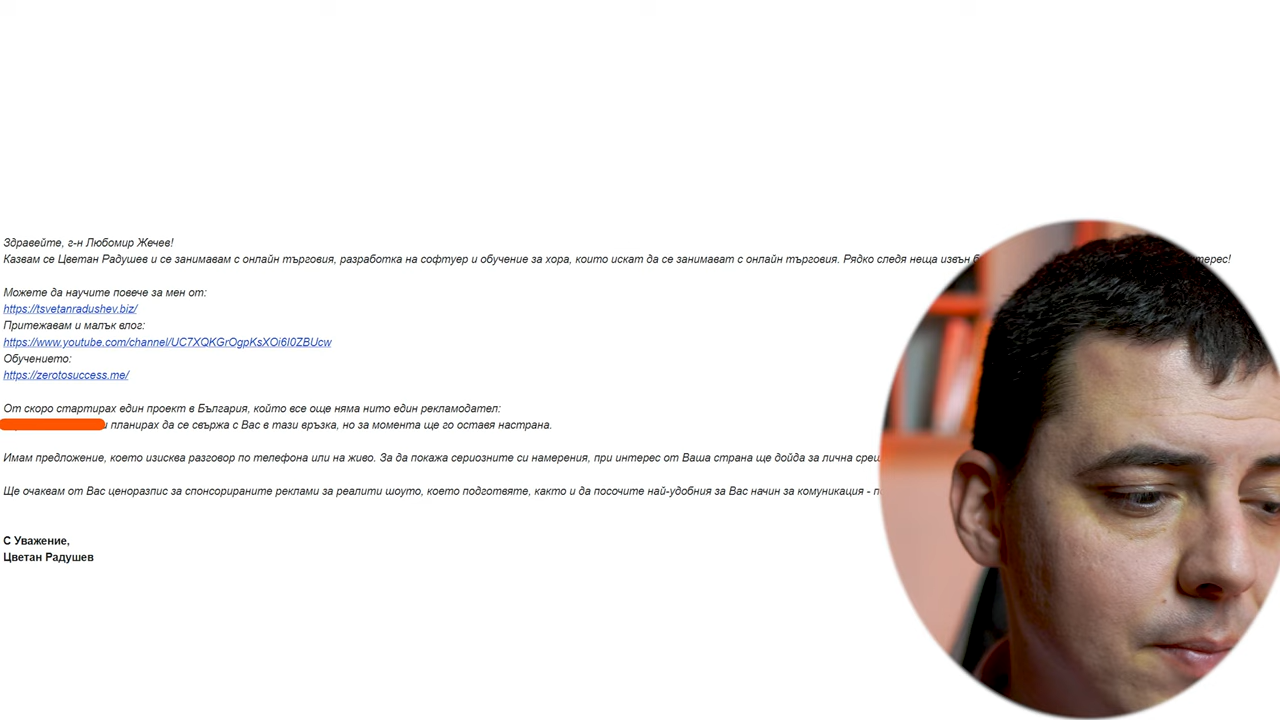 Здравейте, г-н Любомир Жечев!
Казвам се Цветан Радушев и се занимавам с онлайн търговия, разработка на софтуер и обучение за хора, които искат да се занимават с онлайн търговия. Рядко следя неща извън
Можете да научите повече за мен от:
https://tsvetanradushev.biz/
Притежавам и малък влог:
https://www.youtube.com/channel/UC7XQKGrOgpKsXOi6I0ZBUcw
Обучението:
https://zerotosuccess.me/
От скоро стартирах един проект в България, който все още няма нито един рекламодател:
и планирах да се свържа с Вас в тази връзка, но за момента ще го оставя настрана.
Имам предложение, което изисква разговор по телефона или на живо. За да покажа сериозните си намерения, при интерес от Ваша страна ще дойда за лична
Ще очаквам от Вас ценоразпис за спонсорираните реклами за реалити шоуто, което подготвяте, както и да посочите най-удобния за Вас начин за комуникация -
С Уважение,
Цветан Радушев